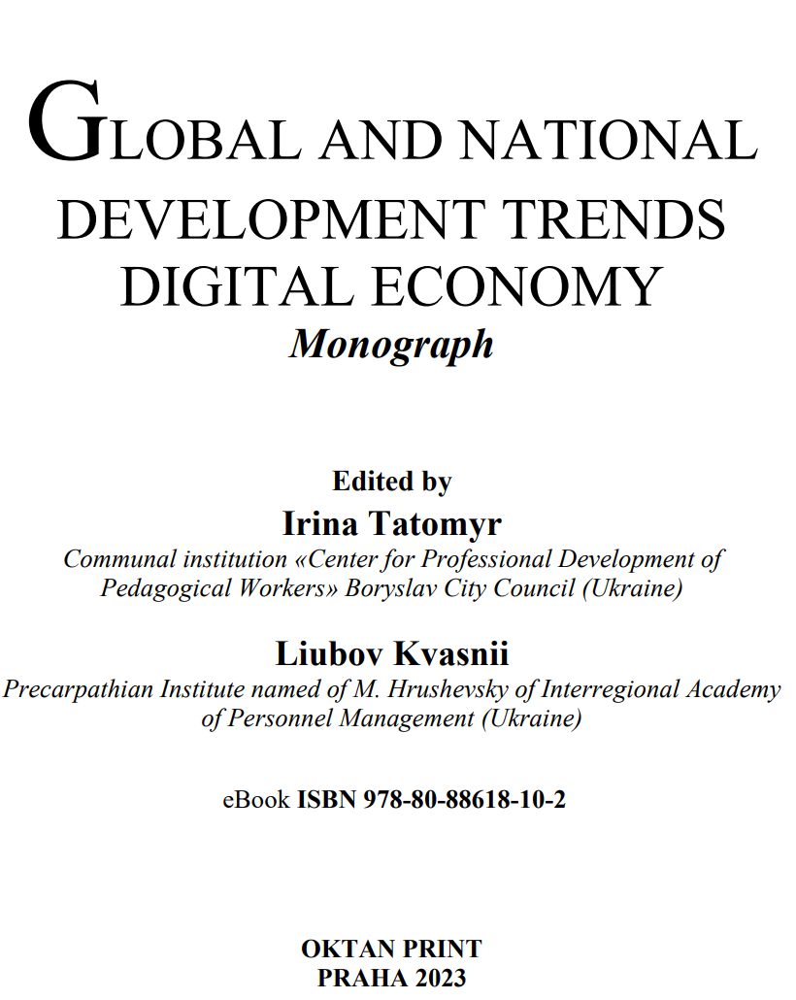 GLOBAL AND NATIONAL
DEVELOPMENT TRENDS
DIGITAL ECONOMY
Monograph
Edited by
Irina Tatomyr
Communal institution «Center for Professional Development of
Pedagogical Workers» Boryslav City Council (Ukraine)
Liubov Kvasnii
Precarpathian Institute named of M. Hrushevsky of Interregional Academy
of Personnel Management (Ukraine)
eBook ISBN 978-80-88618-10-2
OKTAN PRINT
PRAHA 2023